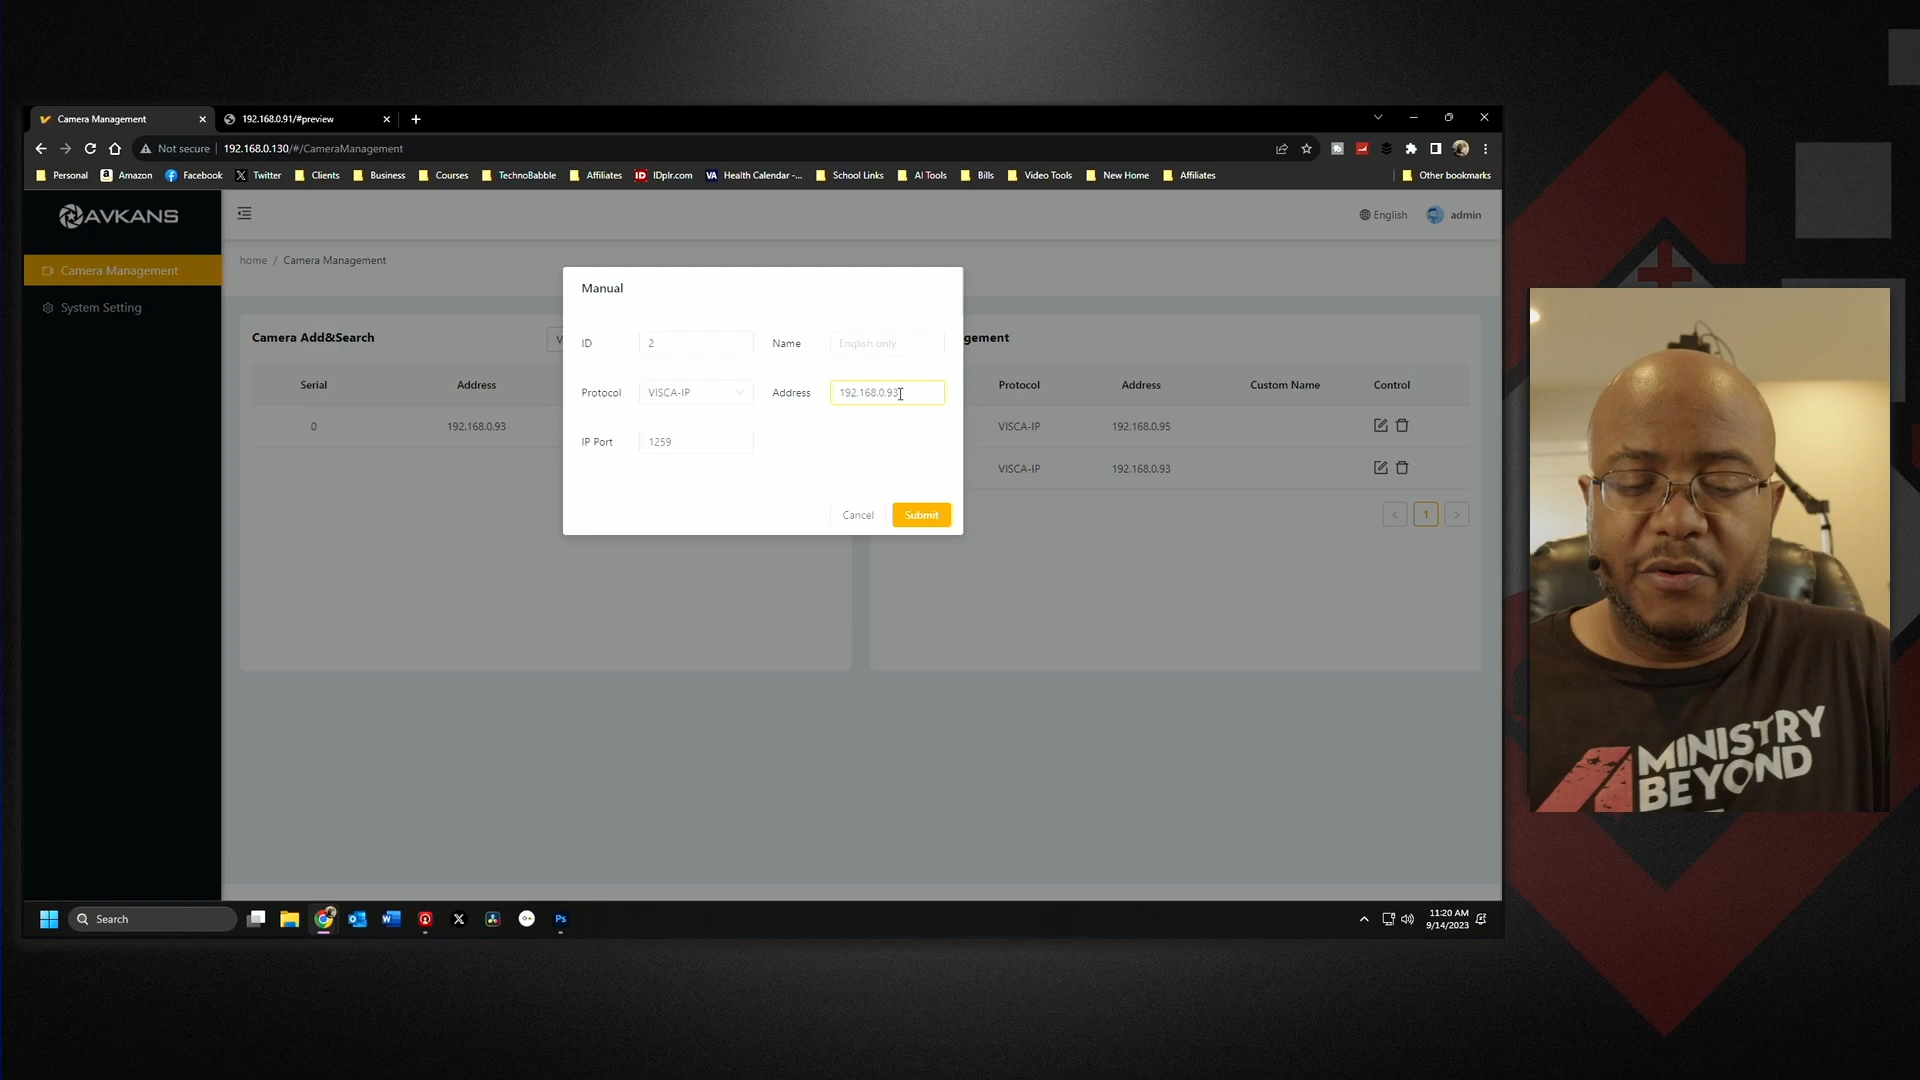 Camera Management
192.168.0.91/#preview
Not secure
192.168.0.130/#/CameraManagement
Personal
Amazon
Facebook
Twitter
Clients
Business
Courses
TechnoBabble
Affiliates
IDplr.com
Health Calendar -...
School Links
AI Tools
Bills
Video Tools
New Home
Affiliates
Other bookmarks
AVKANS
English
admin
Camera Management
System Setting
home / Camera Management
Camera Add&Search
Serial Address
0 192.168.0.93
Manual
ID 2 Name English only
Protocol VISCA-IP Address 192.168.0.93
IP Port 1259
Cancel Submit
gement
Protocol Address Custom Name Control
VISCA-IP 192.168.0.95
VISCA-IP 192.168.0.93
< 1 >
MINISTRY
BEYOND
Search
11:20 AM
9/14/2023